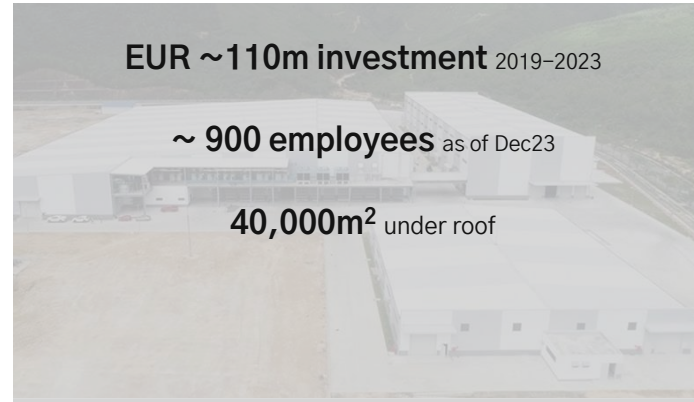 EUR ~110m investment 2019-2023
~ 900 employees as of Dec23
40,000m² under roof